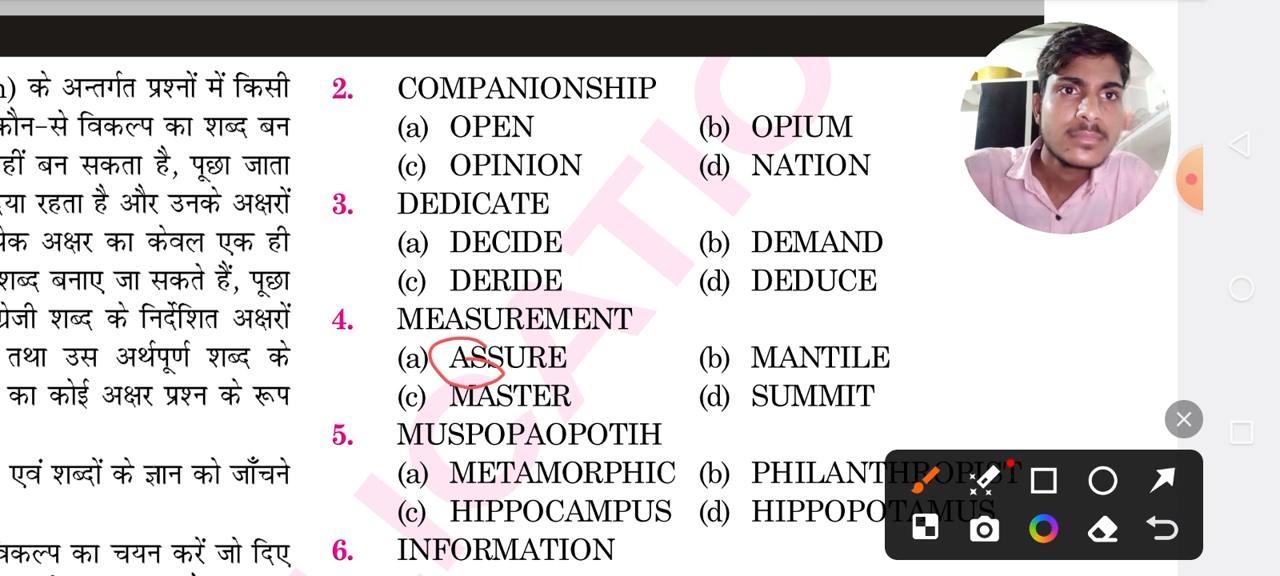 n) के अन्तर्गत प्रश्नों में किसी
कौन-से विकल्प का शब्द बन
हीं बन सकता है, पूछा जाता
या रहता है और उनके अक्षरों
येक अक्षर का केवल एक ही
शब्द बनाए जा सकते हैं, पूछा
ग्रेजी शब्द के निर्देशित अक्षरों
तथा उस अर्थपूर्ण शब्द के
का कोई अक्षर प्रश्न के रूप
एवं शब्दों के ज्ञान को जाँचने
विकल्प का चयन करें जो दिए
2. COMPANIONSHIP
(a) OPEN (b) OPIUM
(c) OPINION (d) NATION
3. DEDICATE
(a) DECIDE (b) DEMAND
(c) DERIDE (d) DEDUCE
4. MEASUREMENT
(a) ASSURE (b) MANTILE
(c) MASTER (d) SUMMIT
5. MUSPOPAOPOTIH
(a) METAMORPHIC (b) PHILANTHROPIST
(c) HIPPOCAMPUS (d) HIPPOPOTAMUS
6. INFORMATION